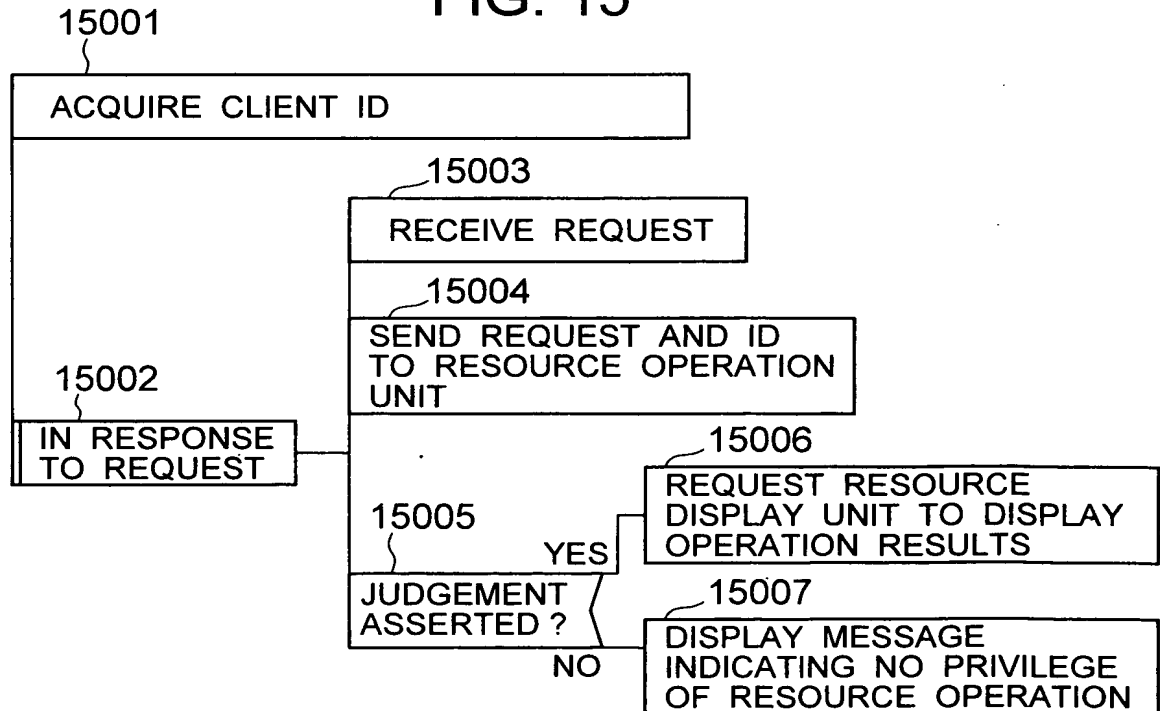 FIG. 15
15001
ACQUIRE CLIENT ID
15003
RECEIVE REQUEST
15004
SEND REQUEST AND ID
TO RESOURCE OPERATION
UNIT
15002
IN RESPONSE
TO REQUEST
15006
REQUEST RESOURCE
DISPLAY UNIT TO DISPLAY
OPERATION RESULTS
15005
YES
JUDGEMENT
ASSERTED ?
NO
15007
DISPLAY MESSAGE
INDICATING NO PRIVILEGE
OF RESOURCE OPERATION